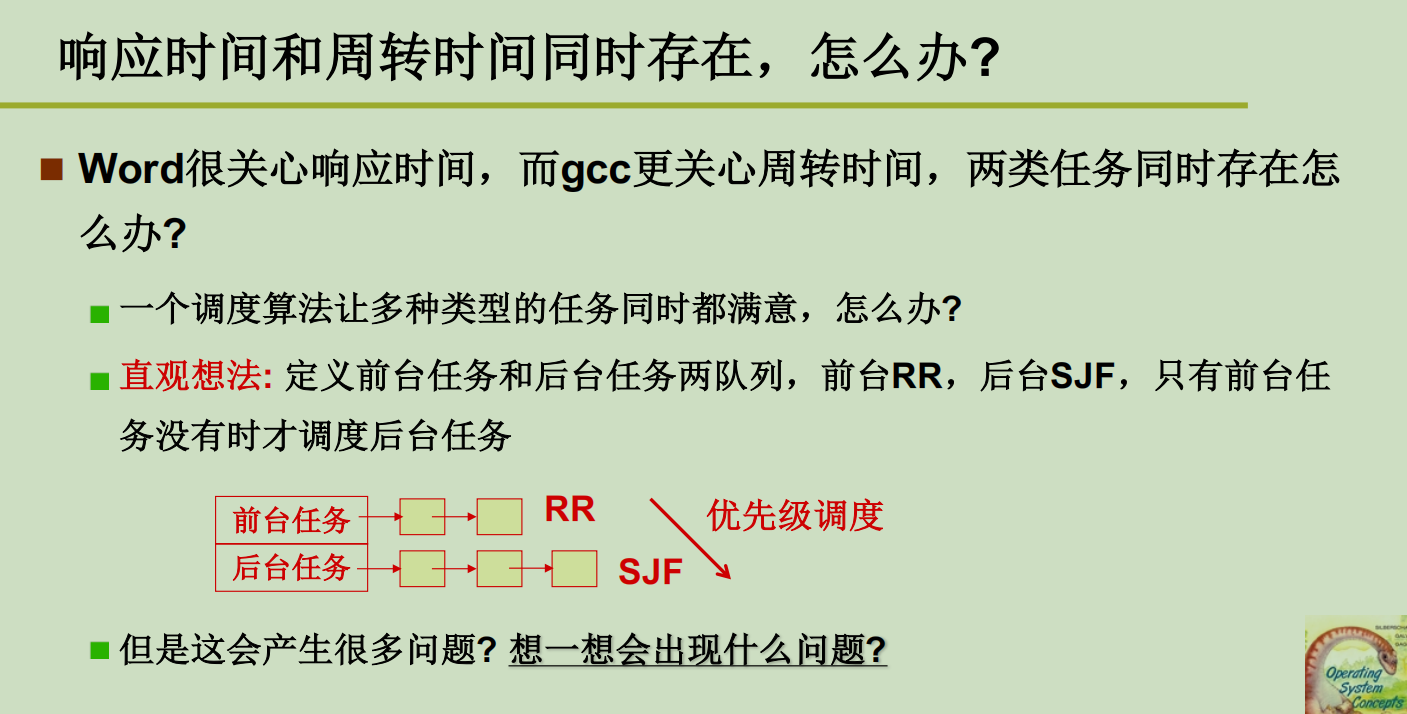 响应时间和周转时间同时存在，怎么办?
Word很关心响应时间，而gcc更关心周转时间，两类任务同时存在怎
么办?
一个调度算法让多种类型的任务同时都满意，怎么办?
直观想法: 定义前台任务和后台任务两队列，前台RR，后台SJF，只有前台任
务没有时才调度后台任务
前台任务
RR
优先级调度
后台任务
SJF
但是这会产生很多问题? 想一想会出现什么问题?
Operating
System
Concepts